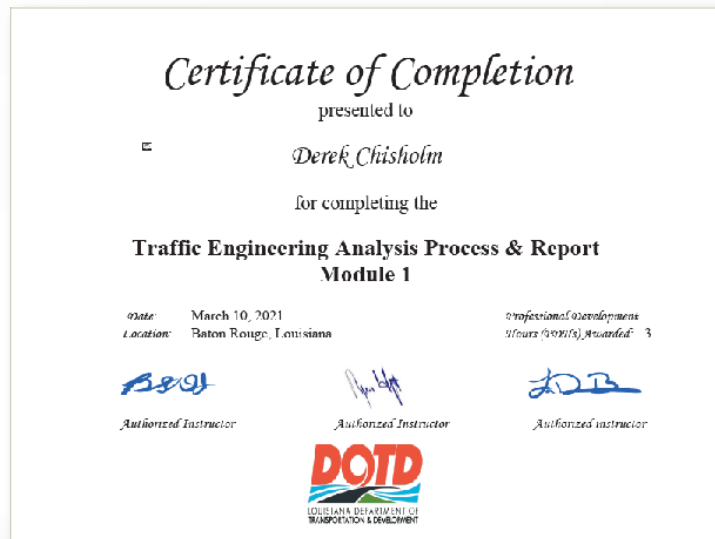 Certificate of Completion
presented to
Derek Chisholm
for completing the
Traffic Engineering Analysis Process & Report
Module 1
Date: March 10, 2021
Location: Baton Rouge, Louisiana
Professional Development
Hours (PDHs) Awarded: 3
Authorized Instructor
Authorized Instructor
Authorized instructor
DOTD
LOUISIANA DEPARTMENT OF
TRANSPORTATION & DEVELOPMENT